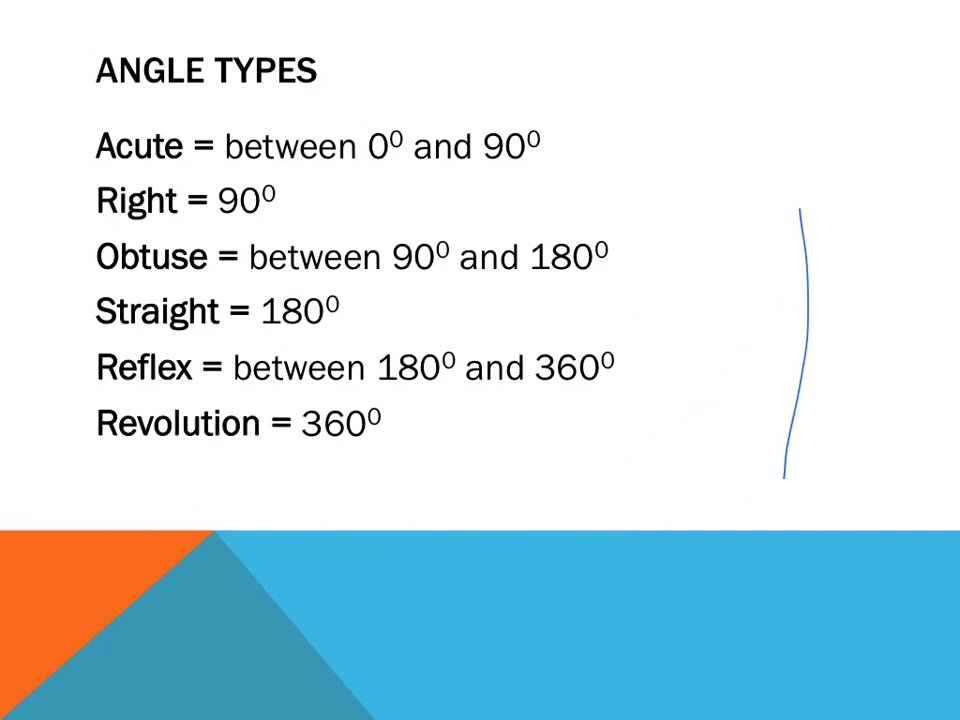 ANGLE TYPES
Acute = between 0⁰ and 90⁰
Right = 90⁰
Obtuse = between 90⁰ and 180⁰
Straight = 180⁰
Reflex = between 180⁰ and 360⁰
Revolution = 360⁰